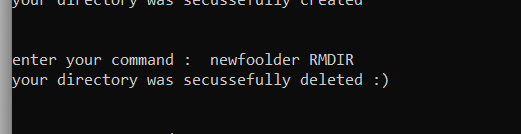 your directory was secussefully created
enter your command :  newfoolder RMDIR
your directory was secussefully deleted :)